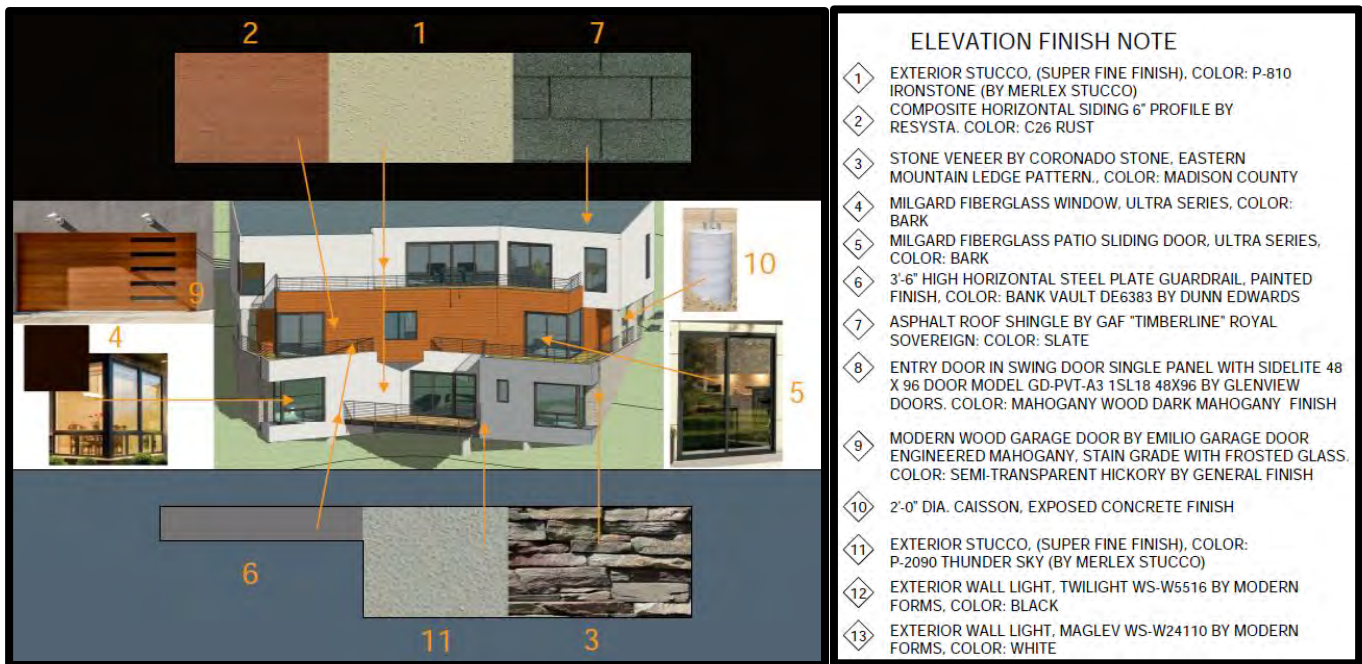 2
1
7
9
10
4
5
6
11
3
ELEVATION FINISH NOTE
1
EXTERIOR STUCCO, (SUPER FINE FINISH), COLOR: P-810
IRONSTONE (BY MERLEX STUCCO)
2
COMPOSITE HORIZONTAL SIDING 6" PROFILE BY
RESYSTA. COLOR: C26 RUST
3
STONE VENEER BY CORONADO STONE, EASTERN
MOUNTAIN LEDGE PATTERN., COLOR: MADISON COUNTY
4
MILGARD FIBERGLASS WINDOW, ULTRA SERIES, COLOR:
BARK
5
MILGARD FIBERGLASS PATIO SLIDING DOOR, ULTRA SERIES,
COLOR: BARK
6
3'-6" HIGH HORIZONTAL STEEL PLATE GUARDRAIL, PAINTED
FINISH, COLOR: BANK VAULT DE6383 BY DUNN EDWARDS
7
ASPHALT ROOF SHINGLE BY GAF "TIMBERLINE" ROYAL
SOVEREIGN: COLOR: SLATE
8
ENTRY DOOR IN SWING DOOR SINGLE PANEL WITH SIDELITE 48
X 96 DOOR MODEL GD-PVT-A3 1SL18 48X96 BY GLENVIEW
DOORS. COLOR: MAHOGANY WOOD DARK MAHOGANY FINISH
9
MODERN WOOD GARAGE DOOR BY EMILIO GARAGE DOOR
ENGINEERED MAHOGANY, STAIN GRADE WITH FROSTED GLASS.
COLOR: SEMI-TRANSPARENT HICKORY BY GENERAL FINISH
10
2'-0" DIA. CAISSON, EXPOSED CONCRETE FINISH
11
EXTERIOR STUCCO, (SUPER FINE FINISH), COLOR:
P-2090 THUNDER SKY (BY MERLEX STUCCO)
12
EXTERIOR WALL LIGHT, TWILIGHT WS-W5516 BY MODERN
FORMS, COLOR: BLACK
13
EXTERIOR WALL LIGHT, MAGLEV WS-W24110 BY MODERN
FORMS, COLOR: WHITE